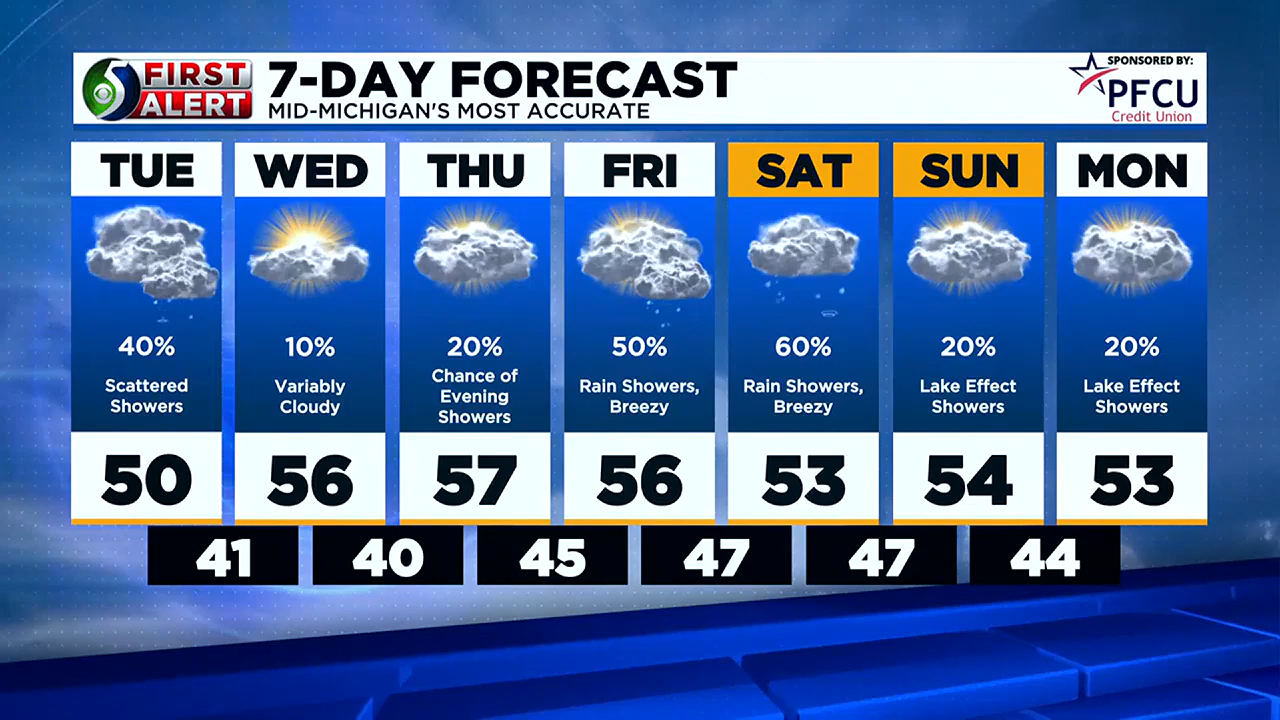 5 FIRST ALERT
7-DAY FORECAST
MID-MICHIGAN'S MOST ACCURATE
SPONSORED BY:
PFCU
Credit Union
TUE
40%
Scattered
Showers
50
WED
10%
Variably
Cloudy
56
THU
20%
Chance of
Evening
Showers
57
FRI
50%
Rain Showers,
Breezy
56
SAT
60%
Rain Showers,
Breezy
53
SUN
20%
Lake Effect
Showers
54
MON
20%
Lake Effect
Showers
53
41
40
45
47
47
44